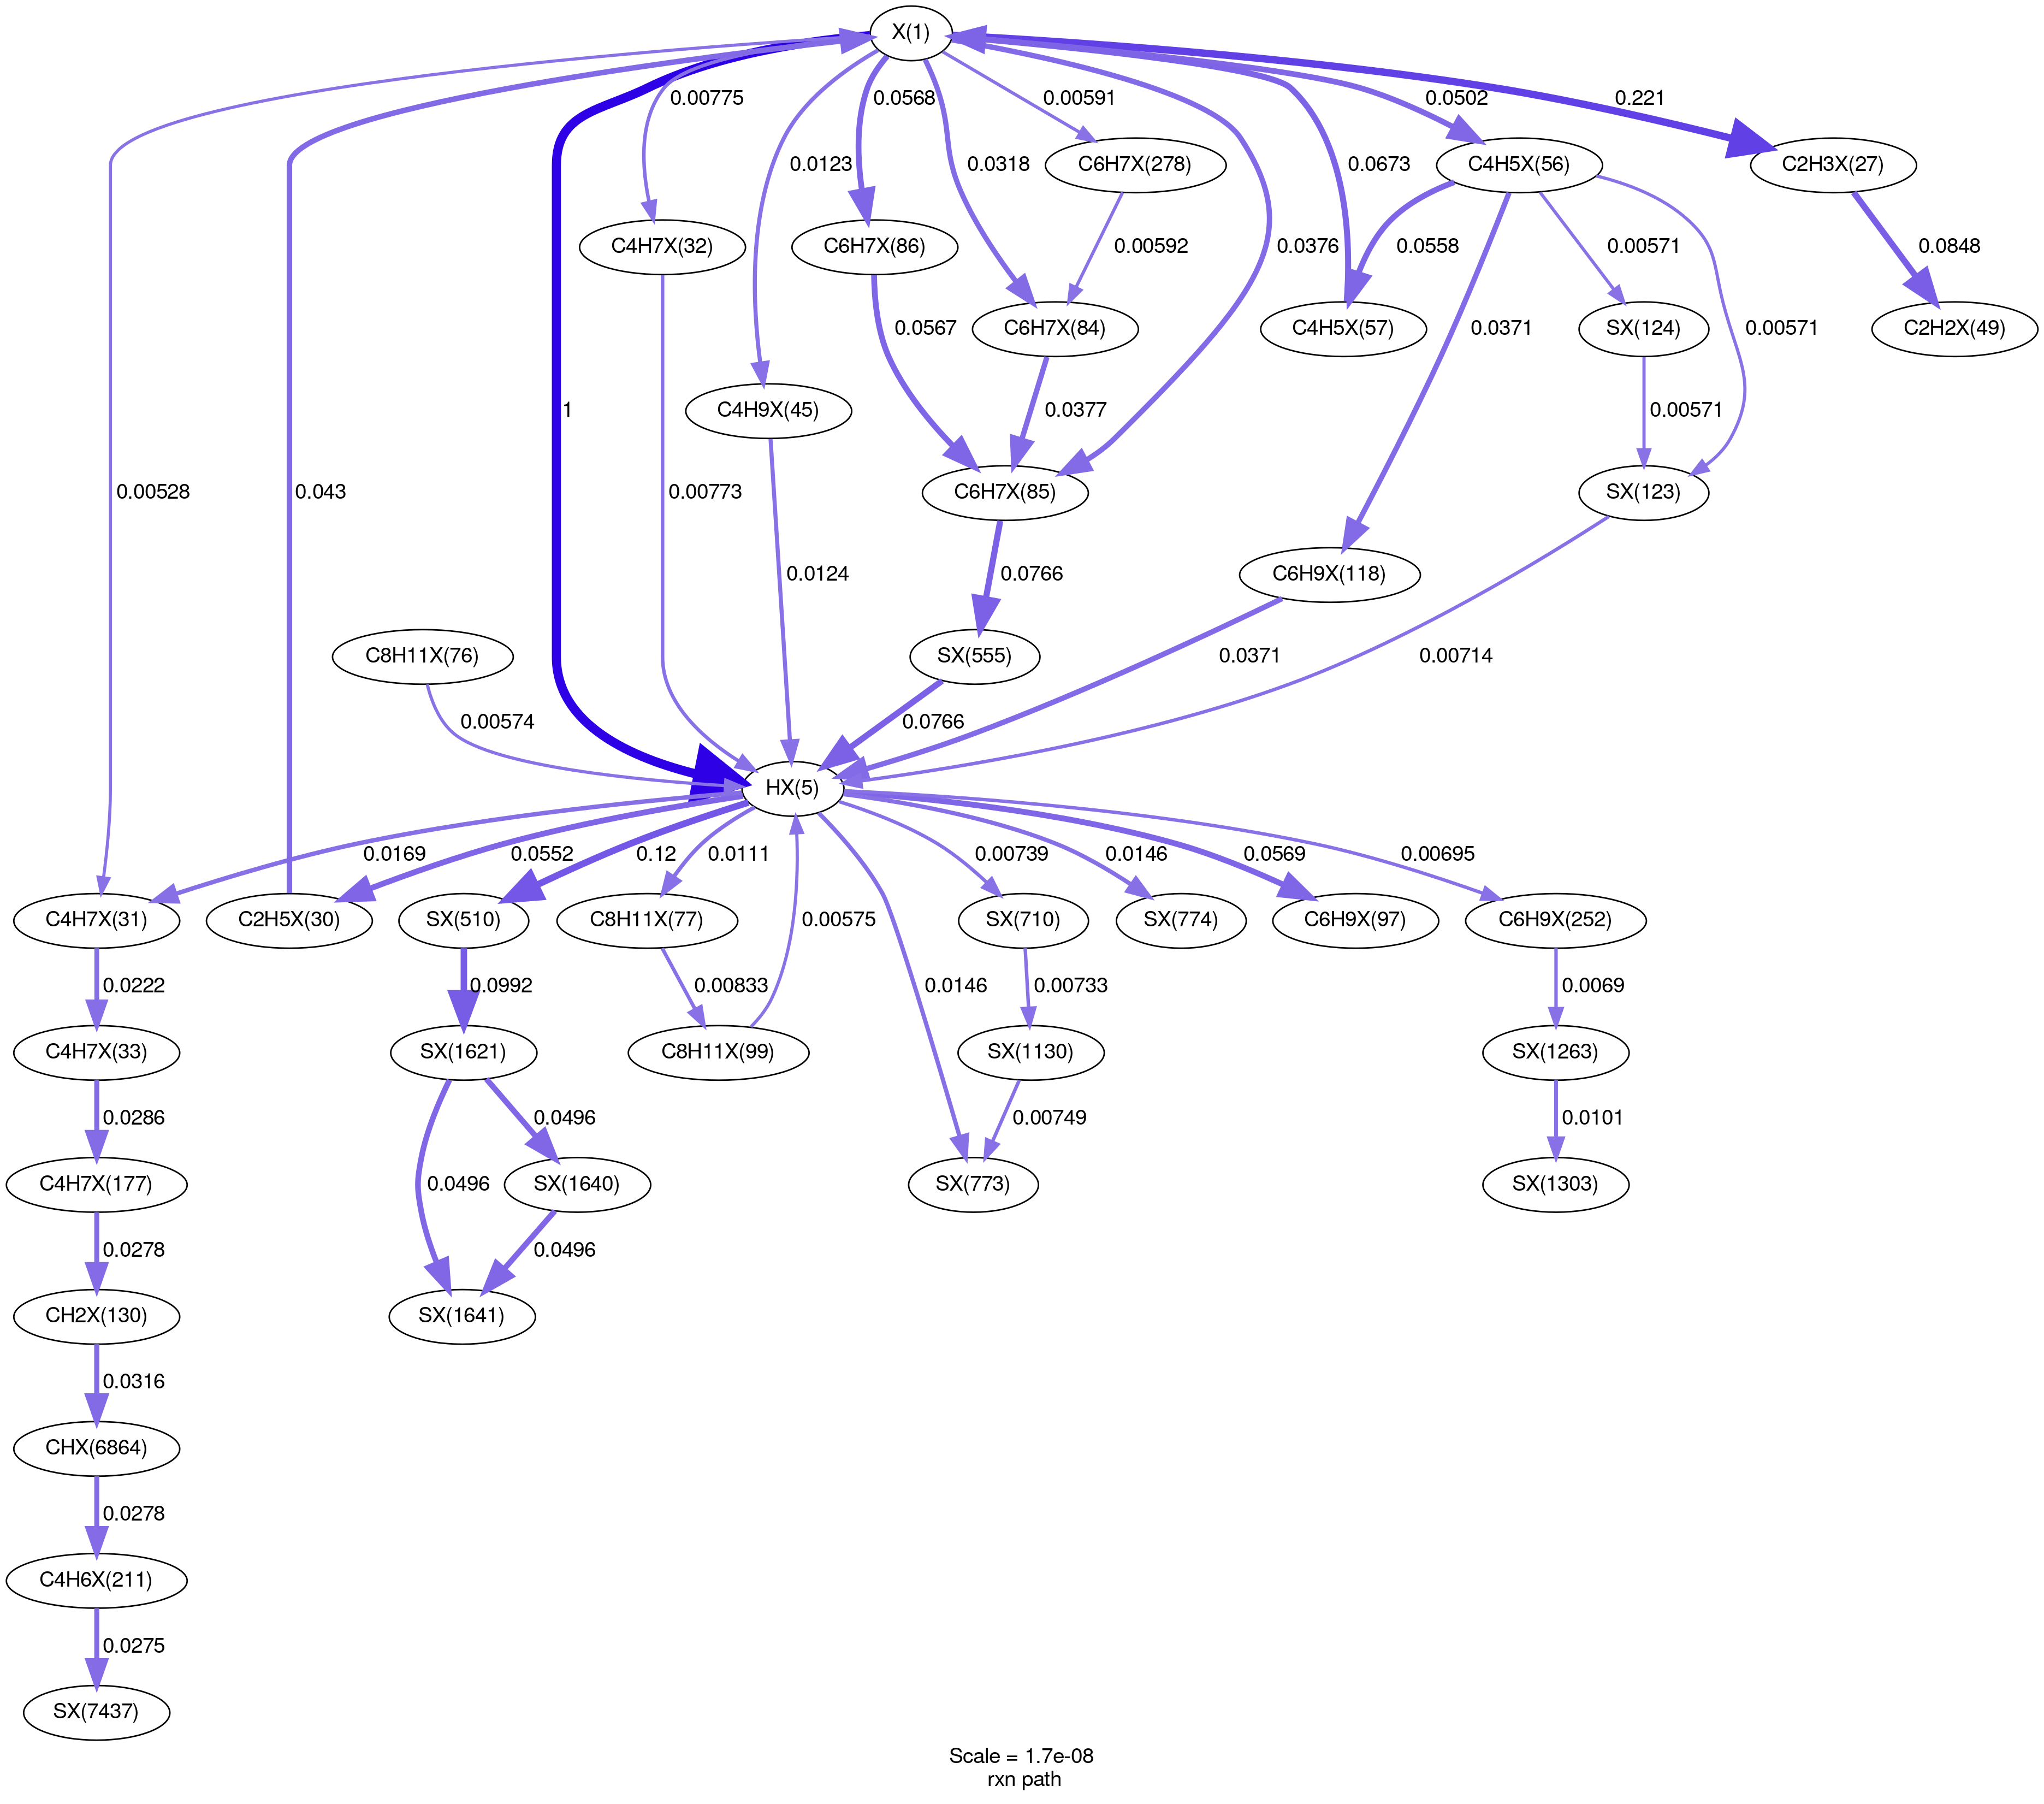 X(1)
0.00775
0.0568
0.00591
0.0502
0.221
0.0123
0.0318
0.0673
C6H7X(278)
C4H5X(56)
C2H3X(27)
C4H7X(32)
C6H7X(86)
0.0376
0.00592
0.0558
0.00571
0.0848
C6H7X(84)
C4H5X(57)
SX(124)
C2H2X(49)
0.0567
0.0371
0.00571
1
C4H9X(45)
0.0377
0.00571
0.00528
0.043
0.00773
C6H7X(85)
SX(123)
0.0124
0.0766
C6H9X(118)
C8H11X(76)
SX(555)
0.0371
0.00714
0.00574
0.0766
HX(5)
0.0169
0.0552
0.12
0.0111
0.00739
0.0146
0.0569
0.00695
C4H7X(31)
C2H5X(30)
SX(510)
C8H11X(77)
0.00575
SX(710)
SX(774)
C6H9X(97)
C6H9X(252)
0.0222
0.0992
0.00833
0.0146
0.00733
0.0069
C4H7X(33)
SX(1621)
C8H11X(99)
SX(1130)
SX(1263)
0.0286
0.0496
0.00749
0.0101
C4H7X(177)
0.0496
SX(1640)
SX(773)
SX(1303)
0.0278
0.0496
CH2X(130)
SX(1641)
0.0316
CHX(6864)
0.0278
C4H6X(211)
0.0275
SX(7437)
Scale = 1.7e-08
rxn path